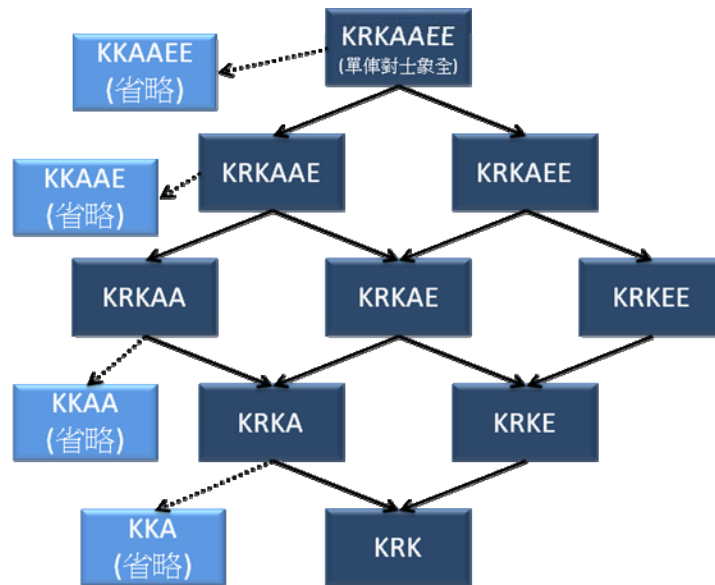 KRKAAEE
(單俥對士象全)
KKAAEE
(省略)
KRKAAE
KRKAEE
KKAAE
(省略)
KRKAA
KRKAE
KRKEE
KKAA
(省略)
KRKA
KRKE
KKA
(省略)
KRK